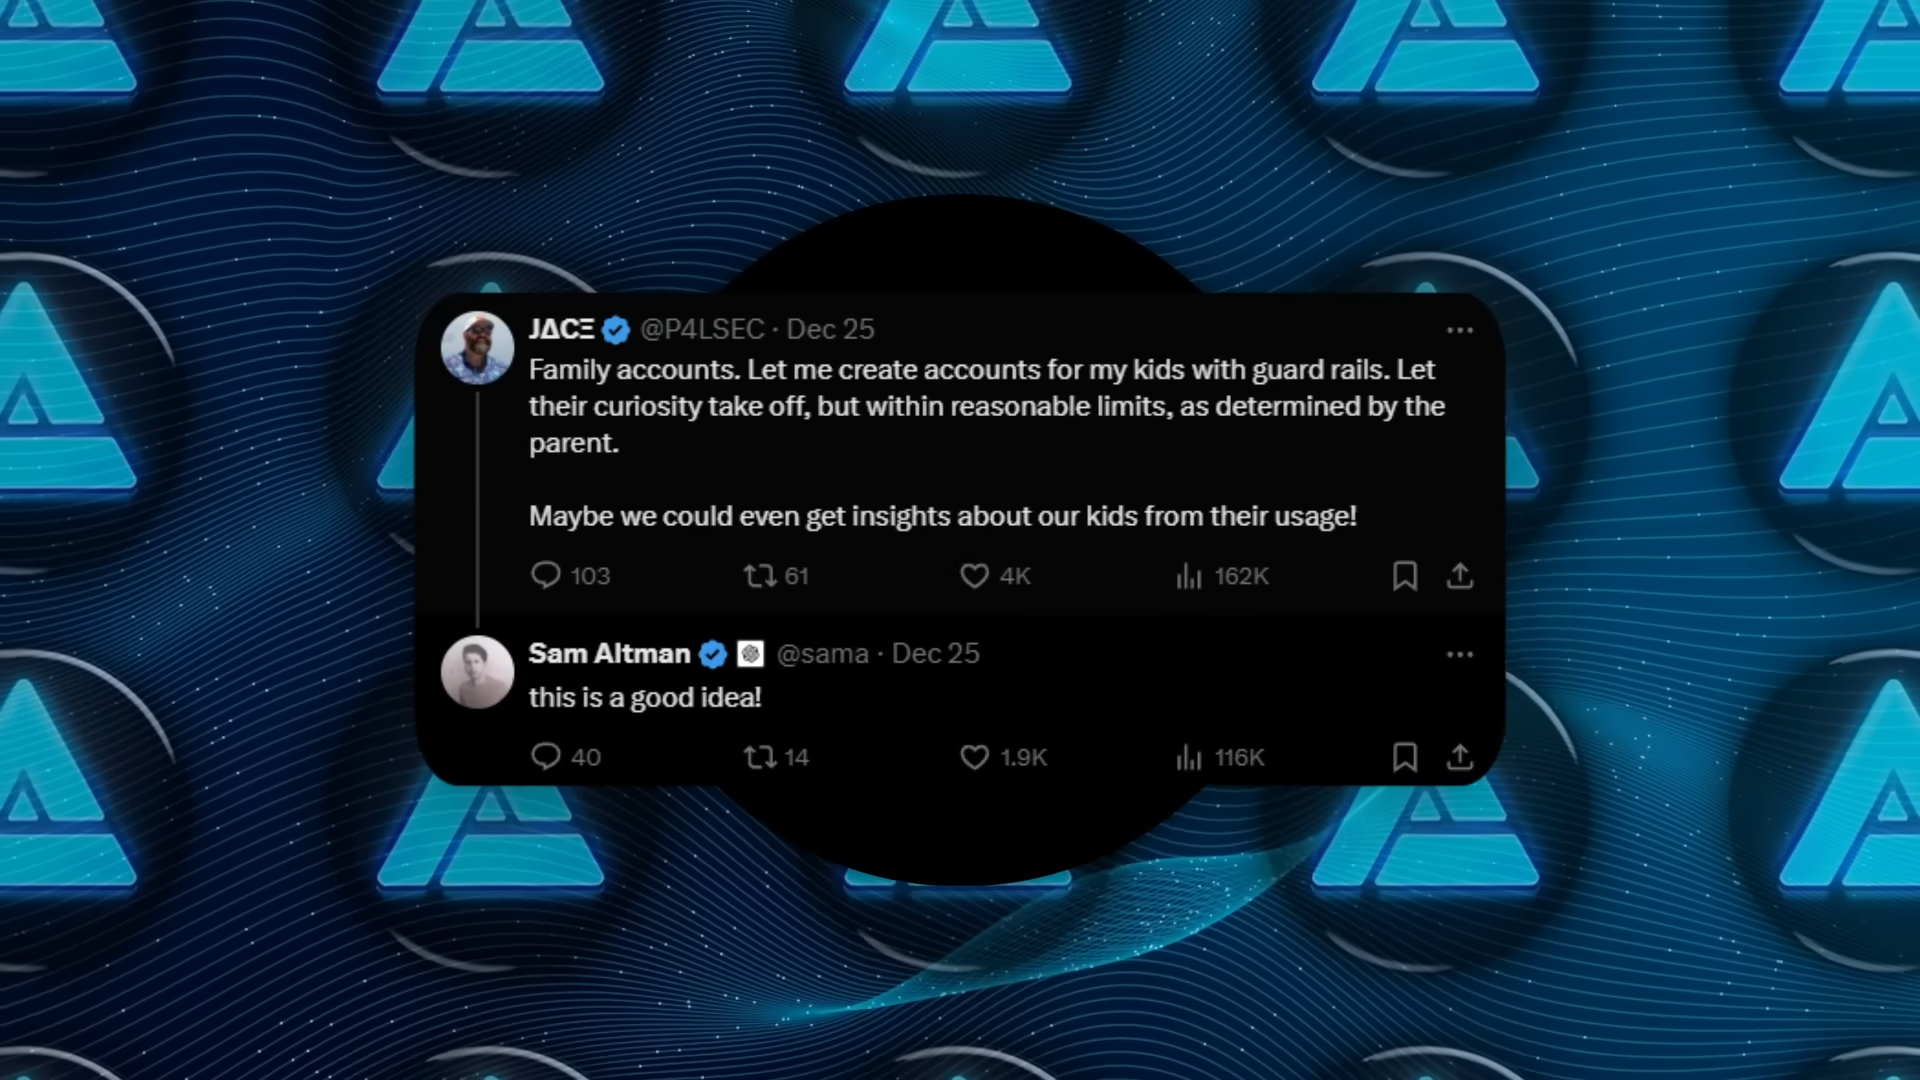 JΔCΞ @P4LSEC · Dec 25
Family accounts. Let me create accounts for my kids with guard rails. Let
their curiosity take off, but within reasonable limits, as determined by the
parent.
Maybe we could even get insights about our kids from their usage!
103 61 4K 162K
Sam Altman @sama · Dec 25
this is a good idea!
40 14 1.9K 116K